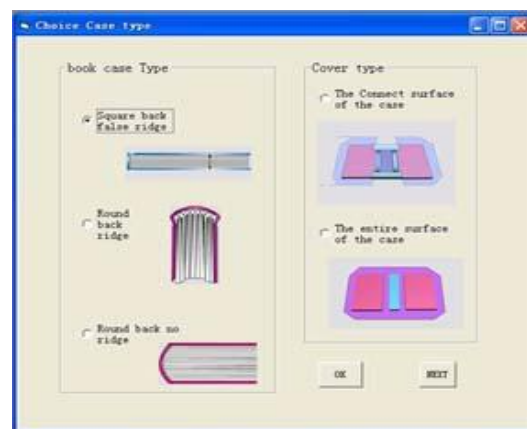 Choice Case type
book case Type
Square back
false ridge
Round
back
ridge
Round back no
ridge
Cover type
The Connect surface
of the case
The entire surface
of the case
OK
NEXT